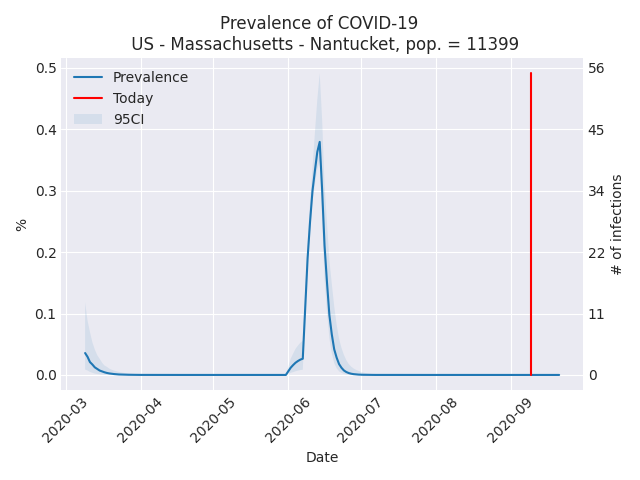 Prevalence of COVID-19
US - Massachusetts - Nantucket, pop. = 11399
Prevalence
Today
95CI
0.5
0.4
0.3
0.2
0.1
0.0
%
56
45
34
22
11
0
# of infections
2020-03
2020-04
2020-05
2020-06
2020-07
2020-08
2020-09
Date